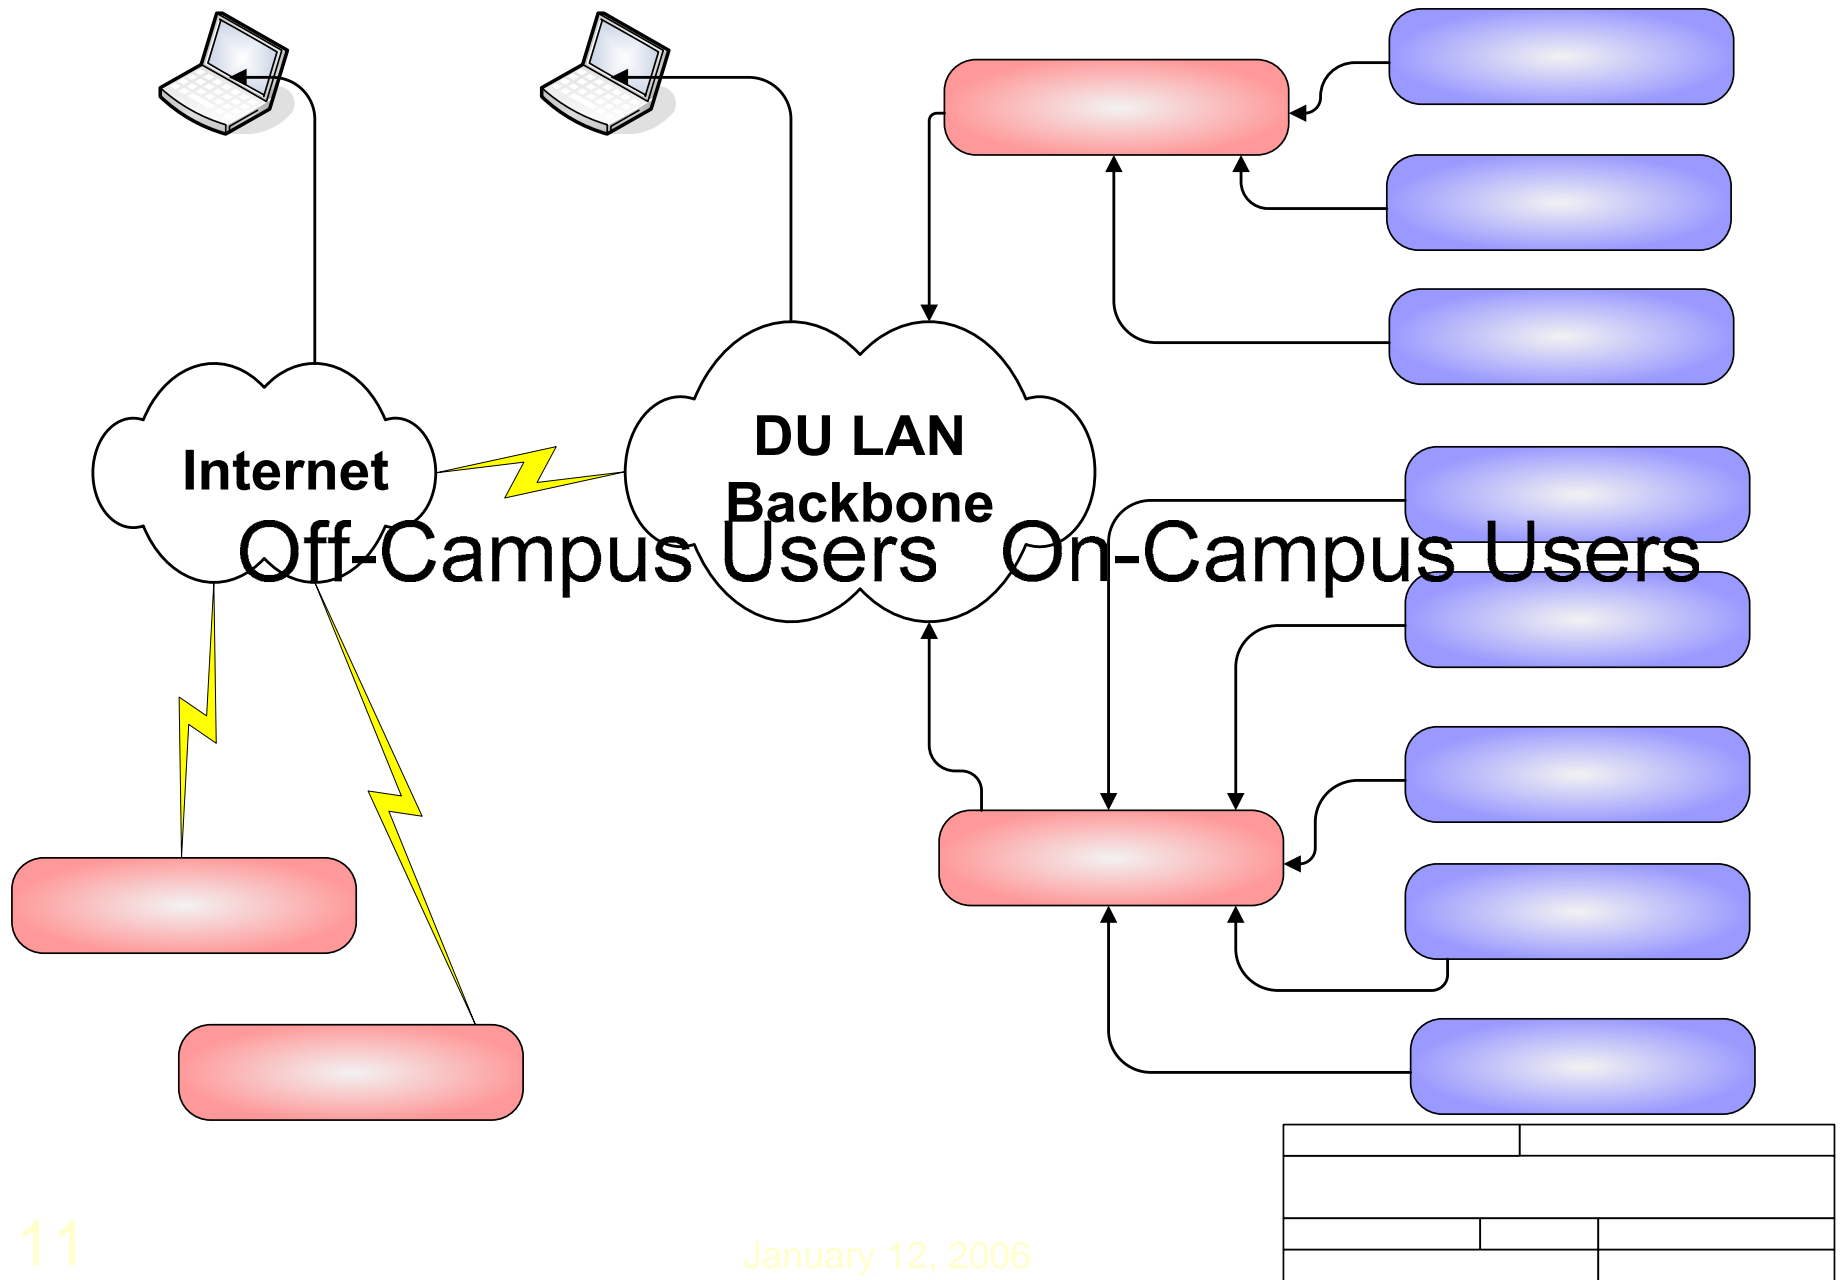 Internet
DU LAN
Backbone
Off-Campus Users On-Campus Users
11
January 12, 2006